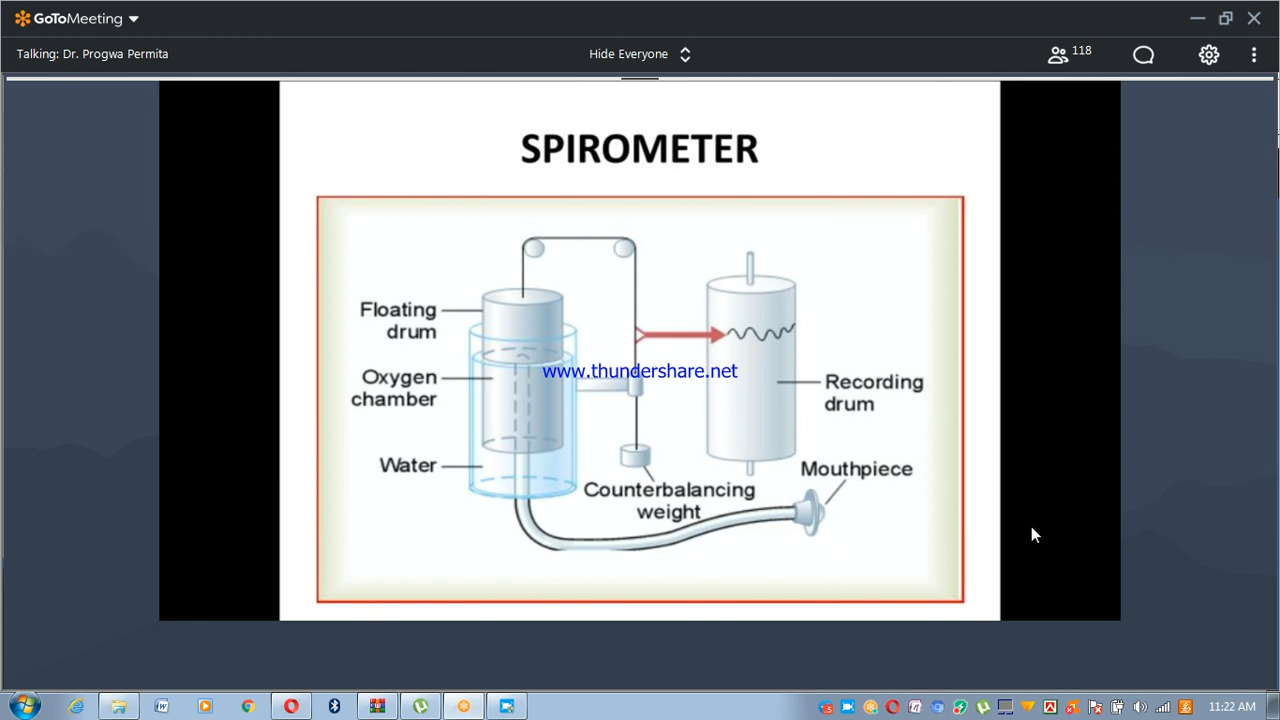 GoToMeeting
Talking: Dr. Progwa Permita
Hide Everyone
118
SPIROMETER
Floating
drum
Oxygen
chamber
www.thundershare.net
Recording
drum
Water
Mouthpiece
Counterbalancing
weight
11:22 AM